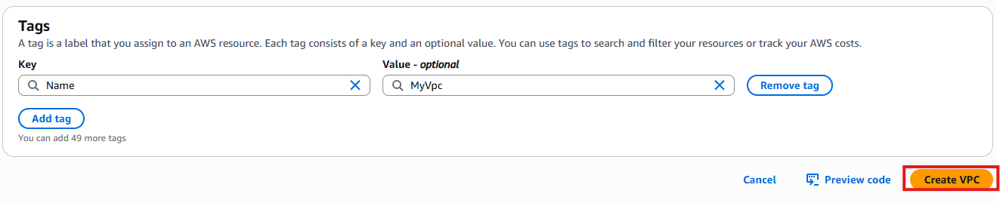 Tags
A tag is a label that you assign to an AWS resource. Each tag consists of a key and an optional value. You can use tags to search and filter your resources or track your AWS costs.
Key
Value - optional
Name
MyVpc
Remove tag
Add tag
You can add 49 more tags
Cancel
Preview code
Create VPC